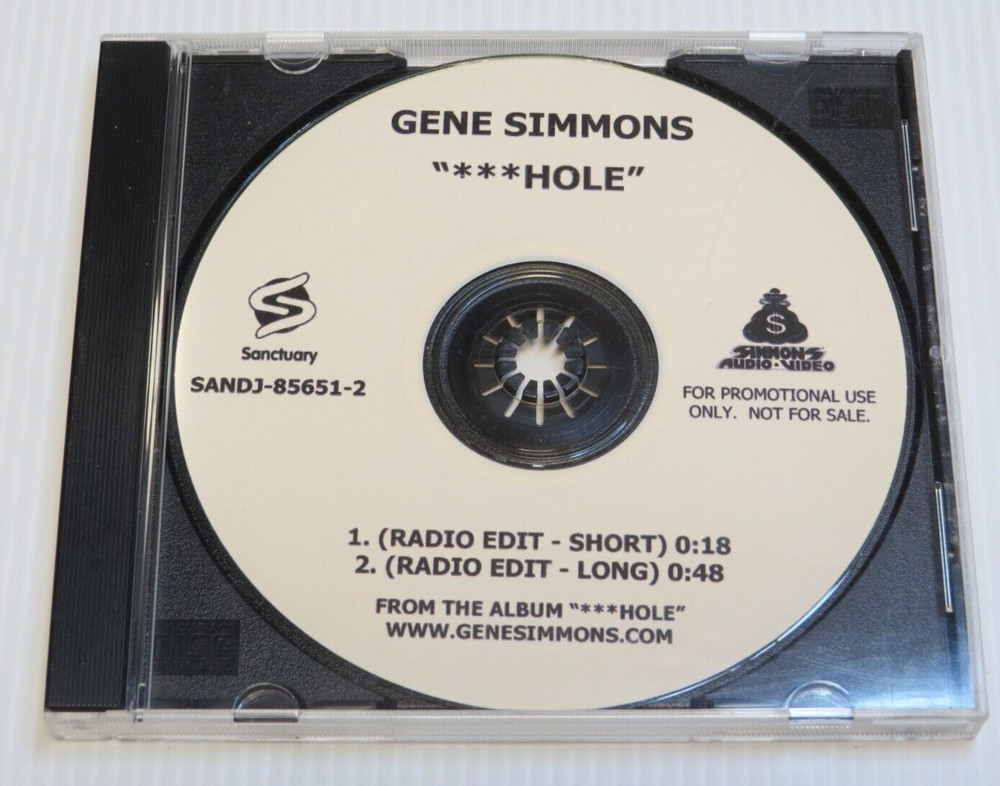 GENE SIMMONS
“***HOLE”
Sanctuary
SANDJ-85651-2
$
SIMMONS
AUDIO·VIDEO
FOR PROMOTIONAL USE
ONLY. NOT FOR SALE.
1. (RADIO EDIT - SHORT) 0:18
2. (RADIO EDIT - LONG) 0:48
FROM THE ALBUM “***HOLE”
WWW.GENESIMMONS.COM